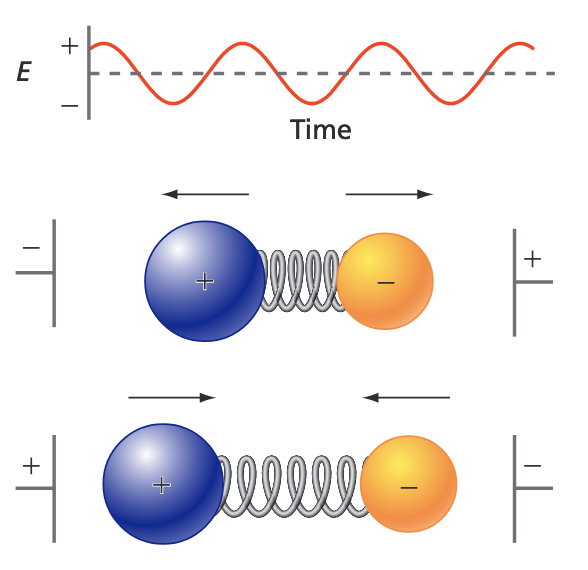 +
E
−
Time
− + − +
+ + − −